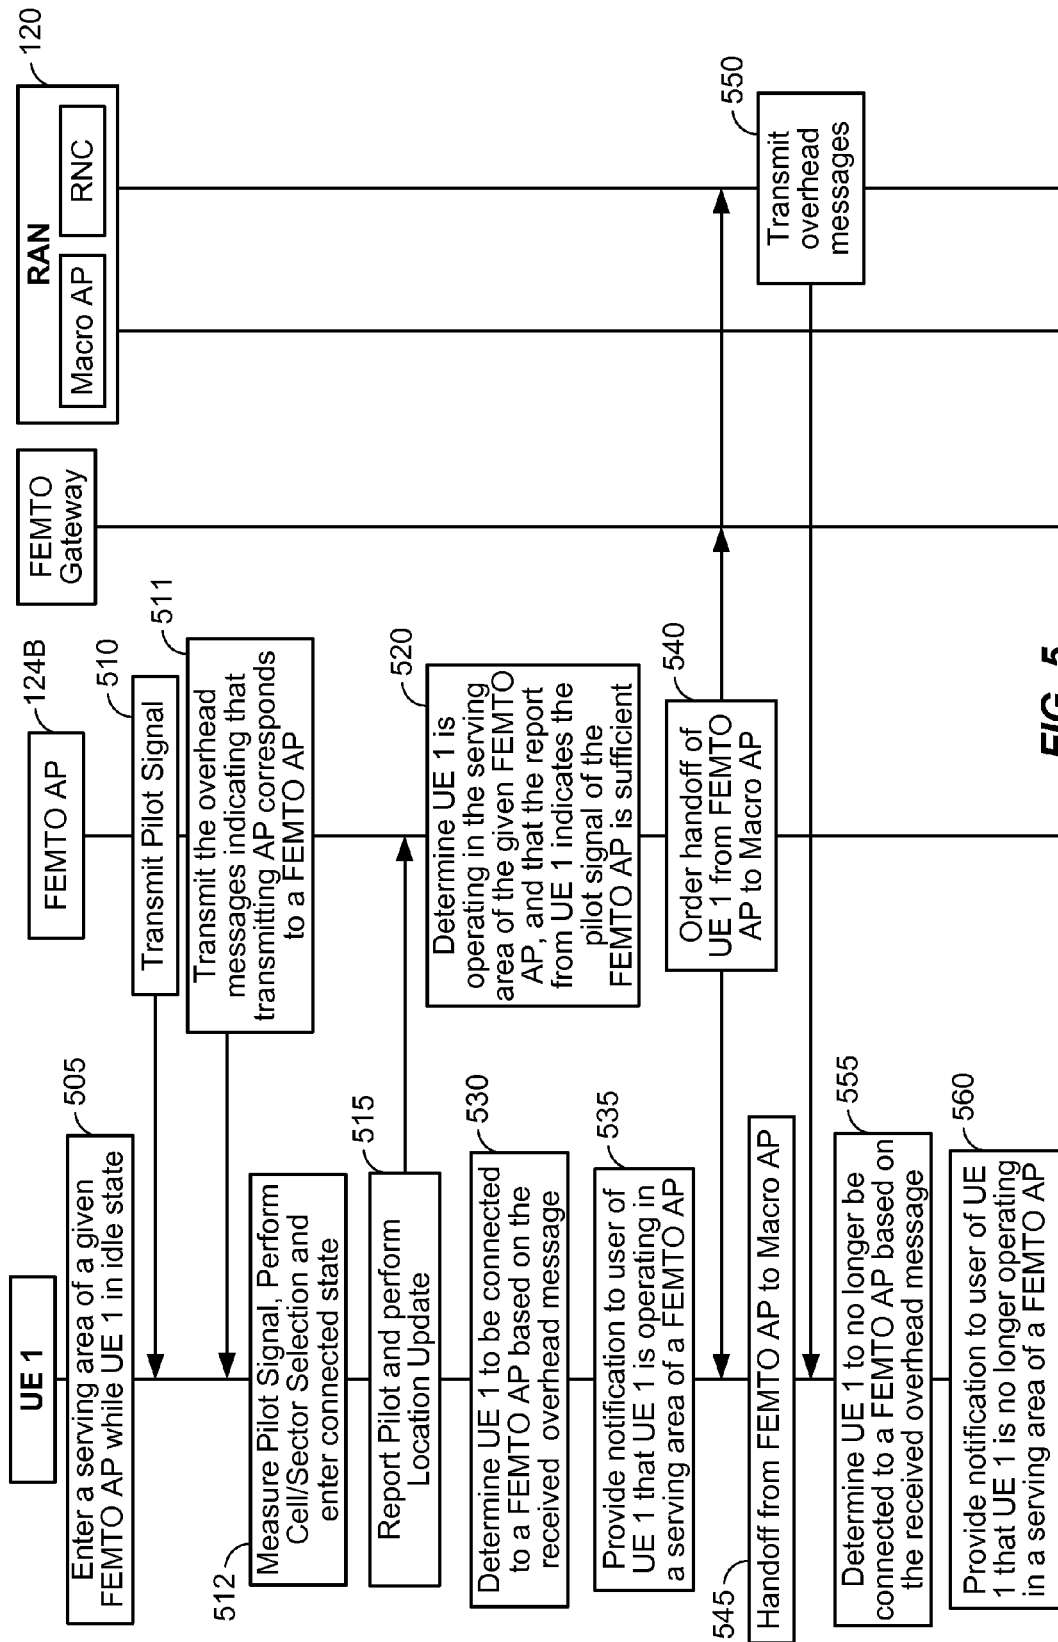 UE 1
FEMTO AP
124B
FEMTO
Gateway
RAN
Macro AP
RNC
120
505
Enter a serving area of a given
FEMTO AP while UE 1 in idle state
510
Transmit Pilot Signal
511
Transmit the overhead
messages indicating that
transmitting AP corresponds
to a FEMTO AP
512
Measure Pilot Signal, Perform
Cell/Sector Selection and
enter connected state
515
Report Pilot and perform
Location Update
520
Determine UE 1 is
operating in the serving
area of the given FEMTO
AP, and that the report
from UE 1 indicates the
pilot signal of the
FEMTO AP is sufficient
530
Determine UE 1 to be connected
to a FEMTO AP based on the
received overhead message
535
Provide notification to user of
UE 1 that UE 1 is operating in
a serving area of a FEMTO AP
540
Order handoff of
UE 1 from FEMTO
AP to Macro AP
545
Handoff from FEMTO AP to Macro AP
550
Transmit
overhead
messages
555
Determine UE 1 to no longer be
connected to a FEMTO AP based on
the received overhead message
560
Provide notification to user of UE
1 that UE 1 is no longer operating
in a serving area of a FEMTO AP
FIG. 5